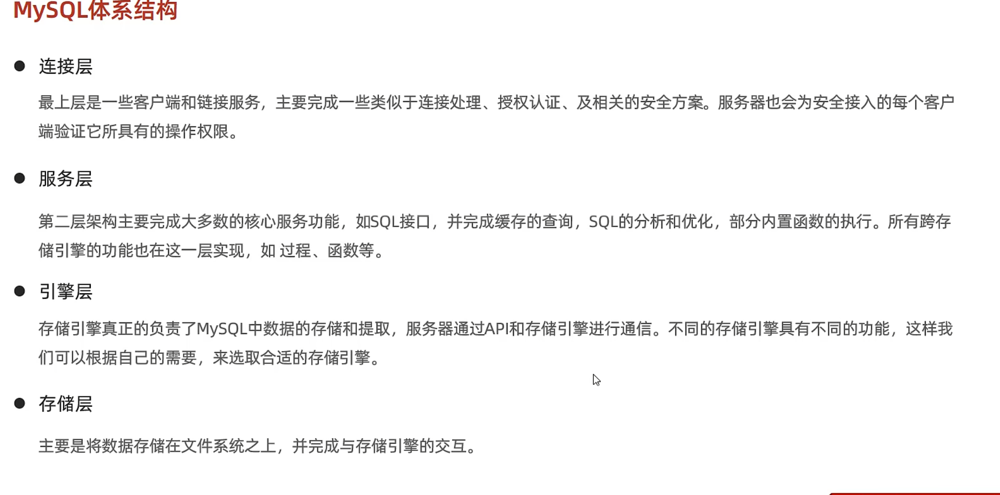 MySQL体系结构
● 连接层
最上层是一些客户端和链接服务，主要完成一些类似于连接处理、授权认证、及相关的安全方案。服务器也会为安全接入的每个客户
端验证它所具有的操作权限。
● 服务层
第二层架构主要完成大多数的核心服务功能，如SQL接口，并完成缓存的查询，SQL的分析和优化，部分内置函数的执行。所有跨存
储引擎的功能也在这一层实现，如 过程、函数等。
● 引擎层
存储引擎真正的负责了MySQL中数据的存储和提取，服务器通过API和存储引擎进行通信。不同的存储引擎具有不同的功能，这样我
们可以根据自己的需要，来选取合适的存储引擎。
● 存储层
主要是将数据存储在文件系统之上，并完成与存储引擎的交互。